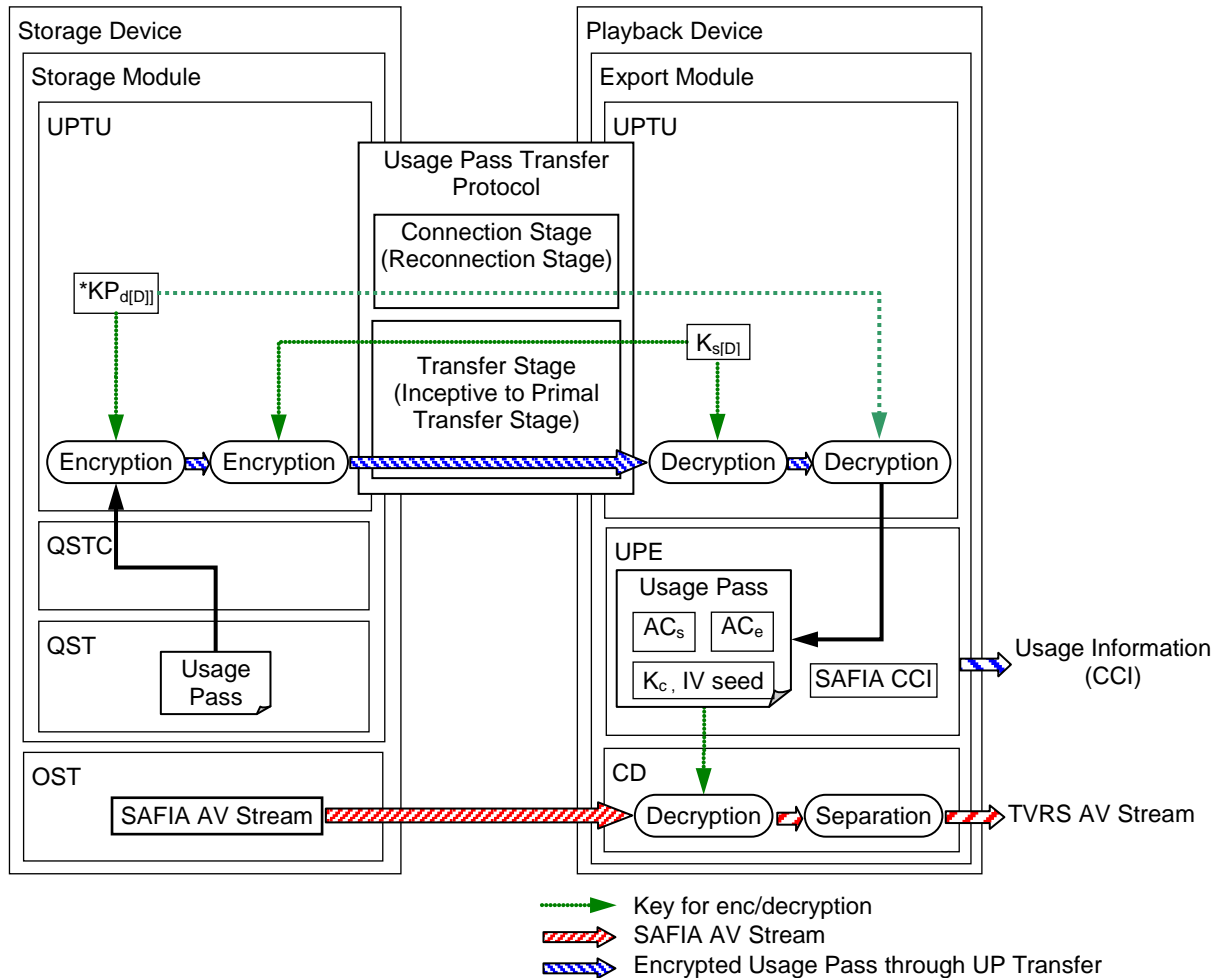 Storage Device
Storage Module
UPTU
Playback Device
Export Module
UPTU
Usage Pass Transfer
Protocol
Connection Stage
(Reconnection Stage)
*KPd[D]]
Ks[D]
Transfer Stage
(Inceptive to Primal
Transfer Stage)
Encryption
Encryption
Decryption
Decryption
QSTC
QST
Usage
Pass
UPE
Usage Pass
ACs
ACe
Kc , IV seed
SAFIA CCI
Usage Information
(CCI)
OST
SAFIA AV Stream
CD
Decryption
Separation
TVRS AV Stream
Key for enc/decryption
SAFIA AV Stream
Encrypted Usage Pass through UP Transfer